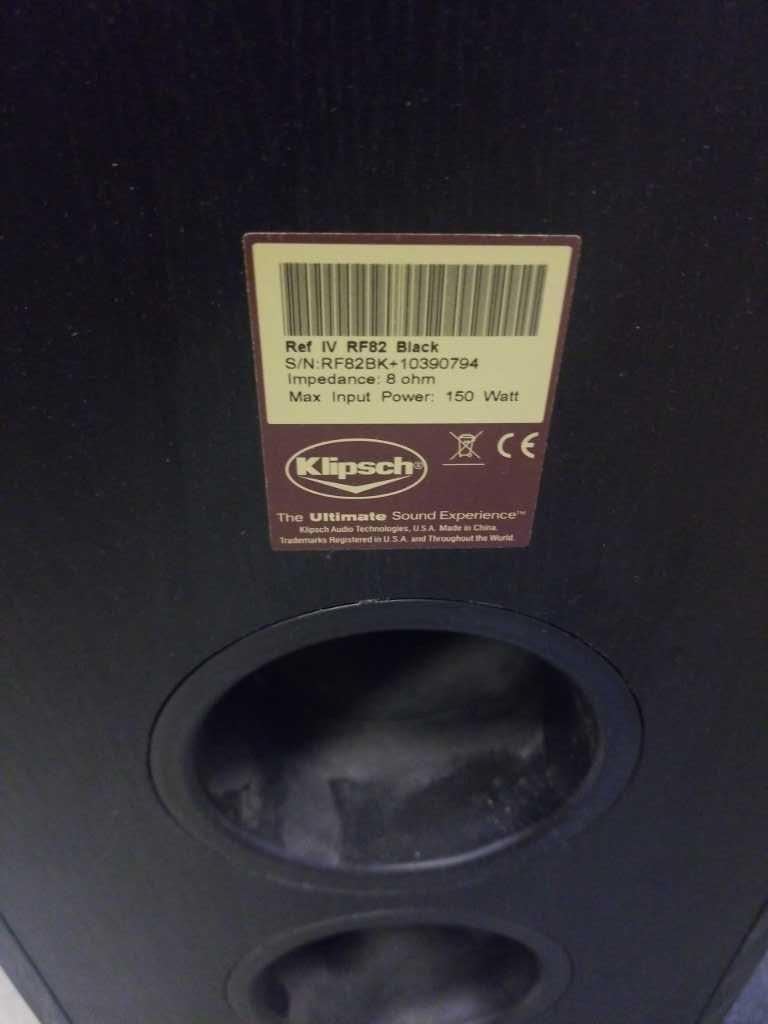 Ref IV RF82 Black
S/N:RF82BK+10390794
Impedance: 8 ohm
Max Input Power: 150 Watt
Klipsch®
CE
The Ultimate Sound Experience™
Klipsch Audio Technologies, U.S.A. Made in China.
Trademarks Registered in U.S.A. and Throughout the World.